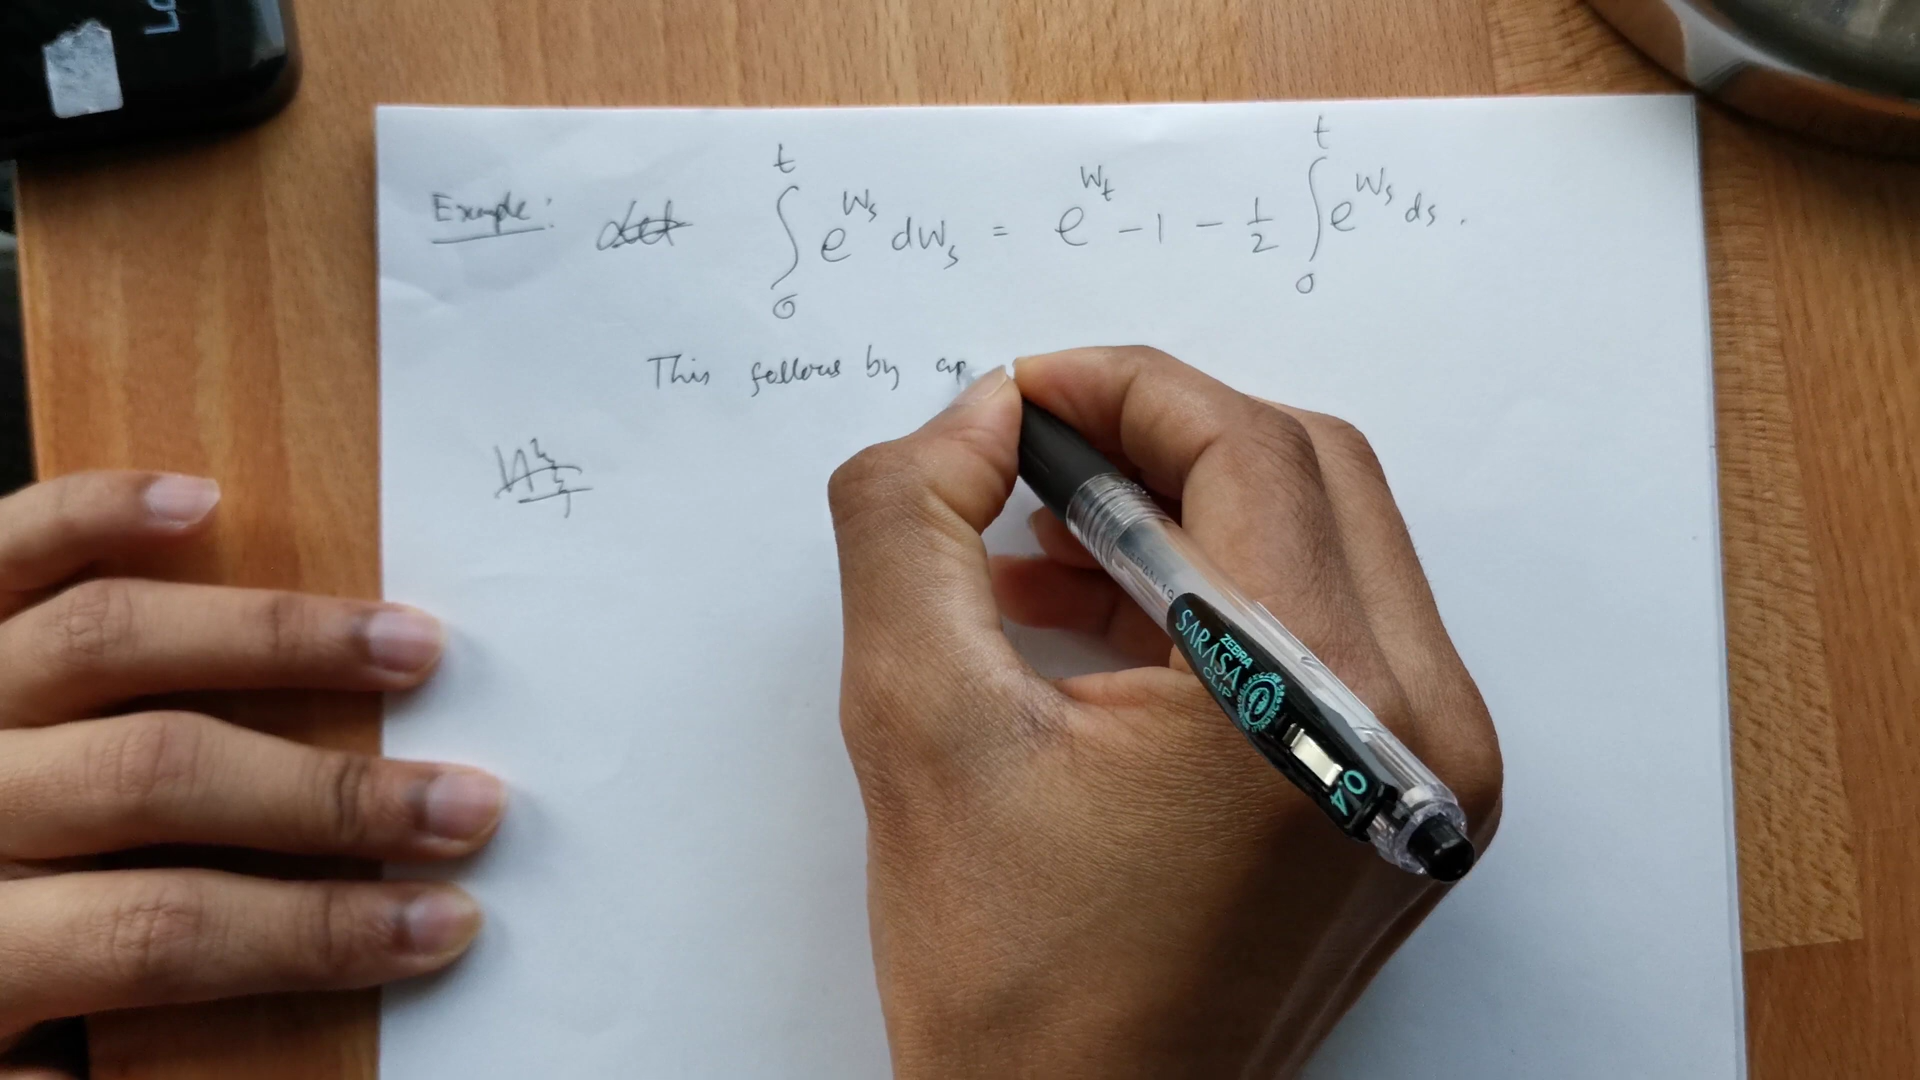 Example: ∫₀ᵗ e^{W_s} dW_s = e^{W_t} - 1 - 1/2 ∫₀ᵗ e^{W_s} ds.
This follows by ap
ZEBRA
SARASA
CLIP
0.4